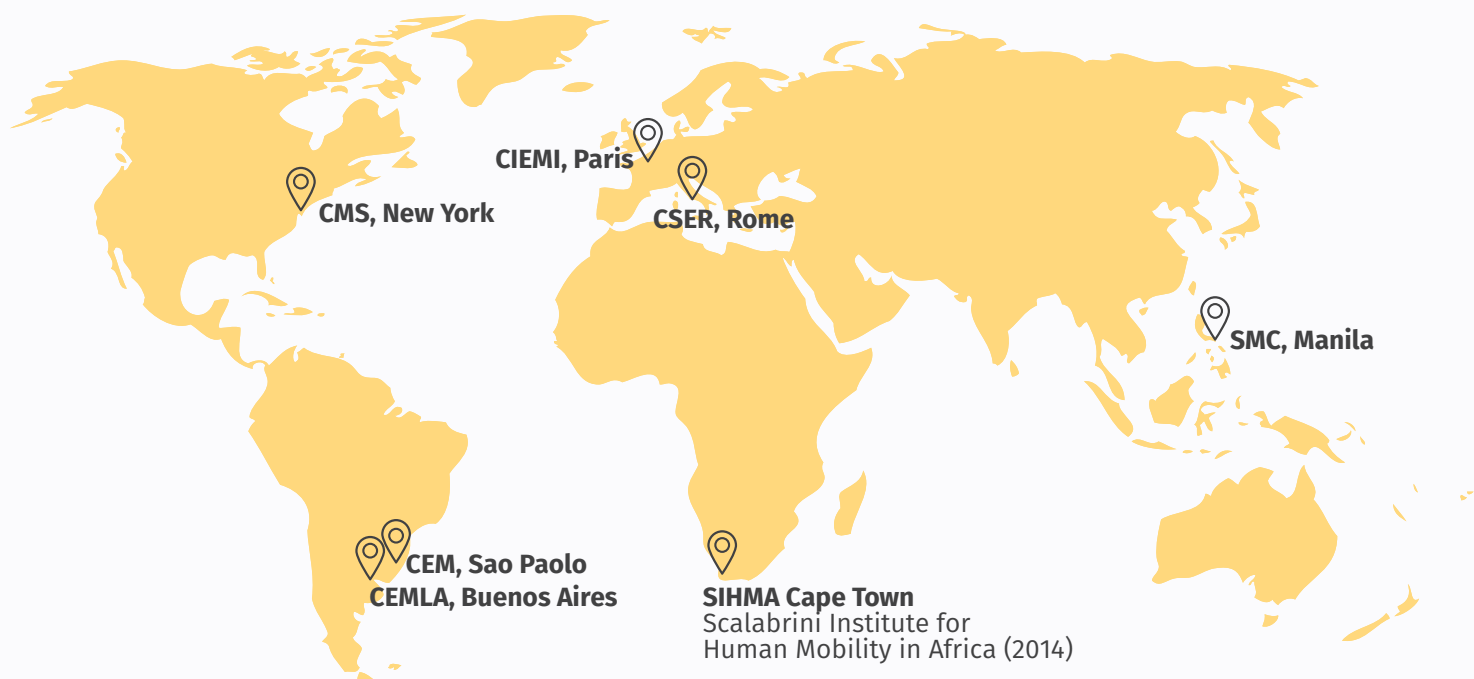 CIEMI, Paris
CMS, New York
CSER, Rome
SMC, Manila
CEM, Sao Paolo
CEMLA, Buenos Aires
SIHMA Cape Town
Scalabrini Institute for
Human Mobility in Africa (2014)